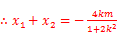 ∴ x₁ + x₂ = −4km/(1+2k²)